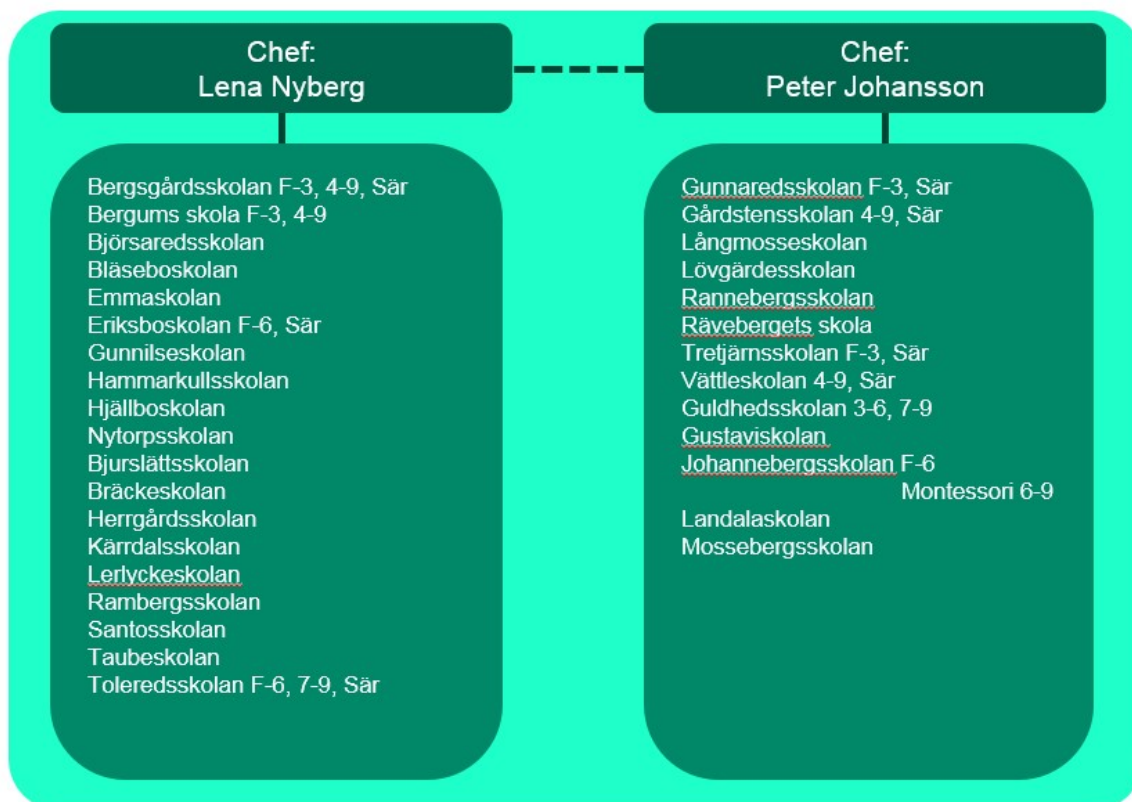 Chef:
Lena Nyberg
Bergsgårdsskolan F-3, 4-9, Sär
Bergums skola F-3, 4-9
Björsaredsskolan
Bläseboskolan
Emmaskolan
Eriksboskolan F-6, Sär
Gunnilseskolan
Hammarkullsskolan
Hjällboskolan
Nytorpsskolan
Bjurslättsskolan
Bräckeskolan
Herrgårdsskolan
Kärrdalsskolan
Lerlyckeskolan
Rambergsskolan
Santosskolan
Taubeskolan
Toleredsskolan F-6, 7-9, Sär
Chef:
Peter Johansson
Gunnaredsskolan F-3, Sär
Gårdstensskolan 4-9, Sär
Långmosseskolan
Lövgärdesskolan
Rannebergsskolan
Rävebergets skola
Tretjärnsskolan F-3, Sär
Vättleskolan 4-9, Sär
Guldhedsskolan 3-6, 7-9
Gustaviskolan
Johannebergsskolan F-6
Montessori 6-9
Landalaskolan
Mossebergsskolan